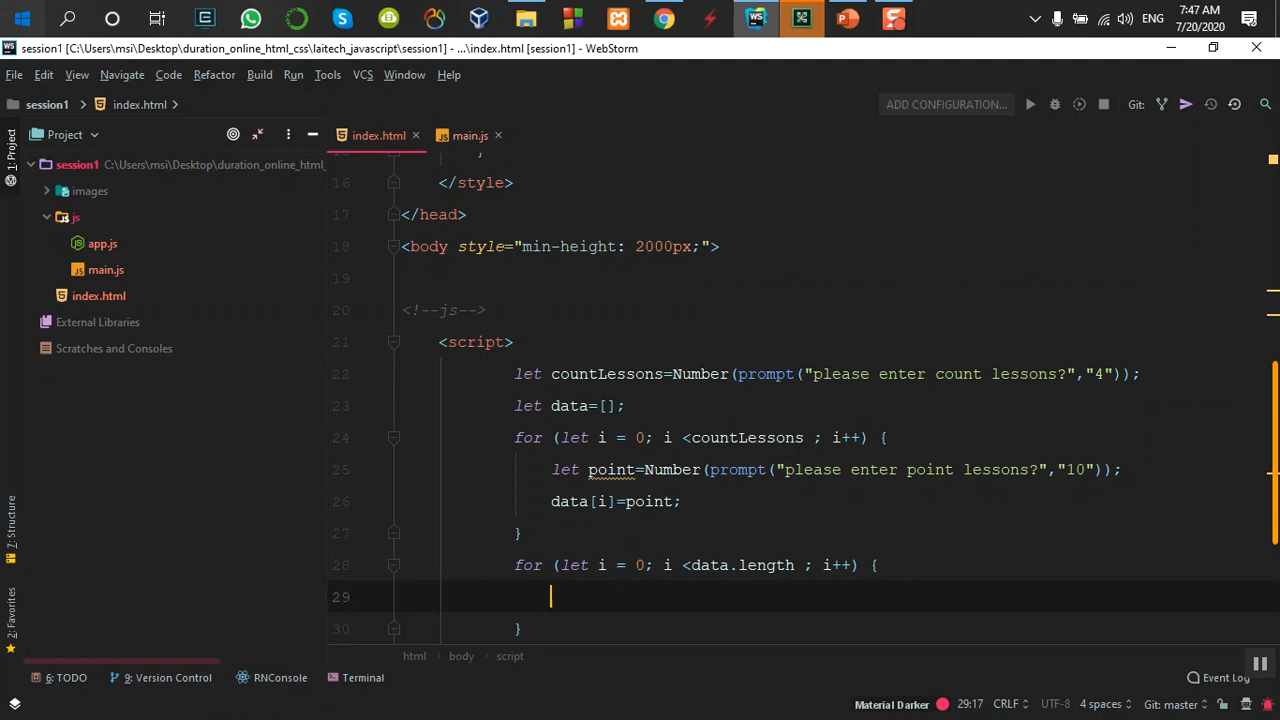 7:47 AM
ENG
7/20/2020
session1 [C:\Users\msi\Desktop\duration_online_html_css\laitech_javascript\session1] - ...\index.html [session1] - WebStorm
File Edit View Navigate Code Refactor Build Run Tools VCS Window Help
session1 index.html ADD CONFIGURATION... Git:
Project index.html main.js
1: Project
session1 C:\Users\msi\Desktop\duration_online_html_
images
js
app.js
main.js
index.html
External Libraries
Scratches and Consoles
7: Structure
2: Favorites
16 </style>
17 </head>
18 <body style="min-height: 2000px;">
19
20 <!--js-->
21 <script>
22 let countLessons=Number(prompt("please enter count lessons?","4"));
23 let data=[];
24 for (let i = 0; i <countLessons ; i++) {
25 let point=Number(prompt("please enter point lessons?","10"));
26 data[i]=point;
27 }
28 for (let i = 0; i <data.length ; i++) {
29
30 }
html body script
6: TODO 9: Version Control RNConsole Terminal Event Log
Material Darker 29:17 CRLF UTF-8 4 spaces Git: master